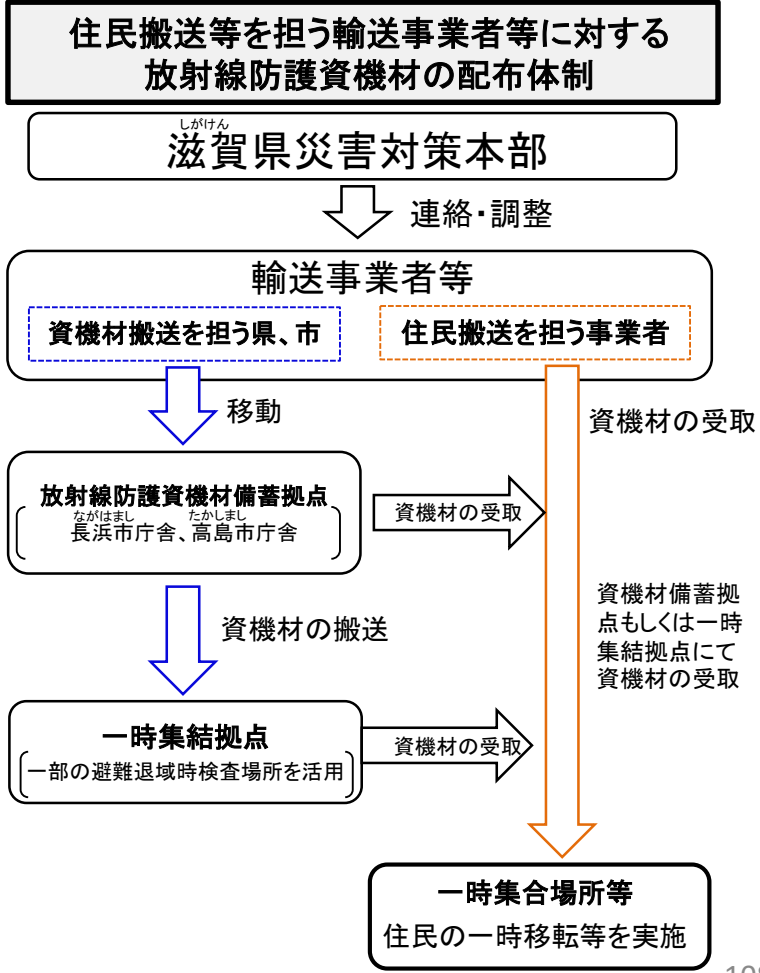 住民搬送等を担う輸送事業者等に対する
放射線防護資機材の配布体制
しがけん
滋賀県災害対策本部
連絡・調整
輸送事業者等
資機材搬送を担う県、市
住民搬送を担う事業者
移動
資機材の受取
放射線防護資機材備蓄拠点
ながはまし たかしまし
長浜市庁舎、高島市庁舎
資機材の受取
資機材の搬送
資機材備蓄拠
点もしくは一時
集結拠点にて
資機材の受取
一時集結拠点
一部の避難退域時検査場所を活用
資機材の受取
一時集合場所等
住民の一時移転等を実施